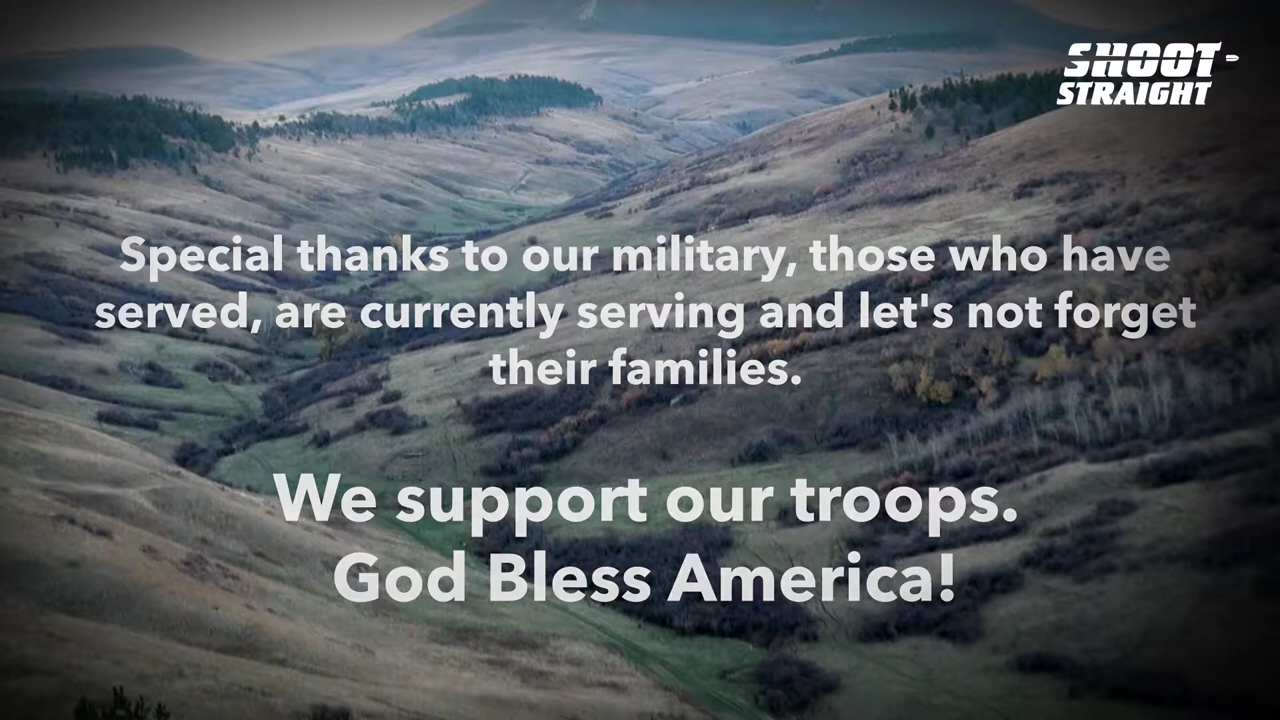 SHOOT
STRAIGHT
Special thanks to our military, those who have
served, are currently serving and let's not forget
their families.
We support our troops.
God Bless America!